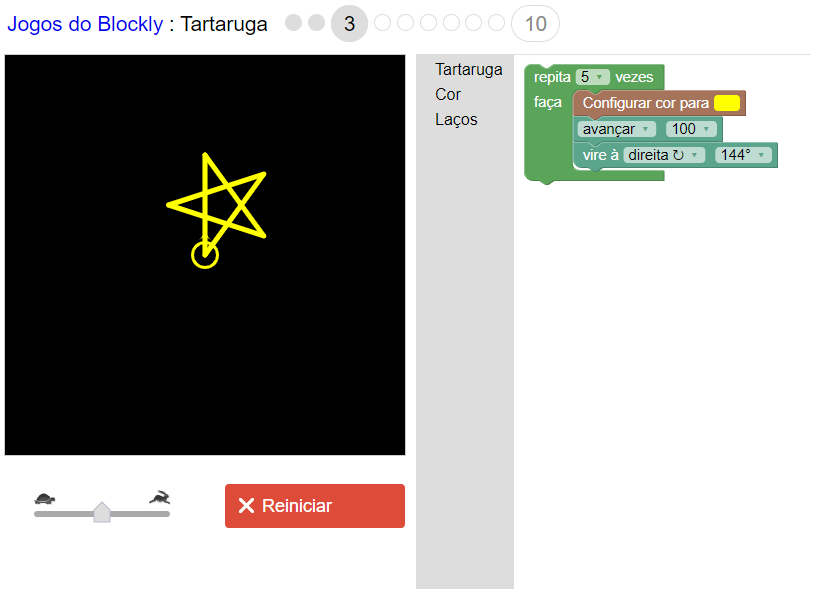 Jogos do Blockly : Tartaruga 3 10
Tartaruga
Cor
Laços
repita 5 vezes
faça Configurar cor para
avançar 100
vire à direita ↻ 144°
Reiniciar